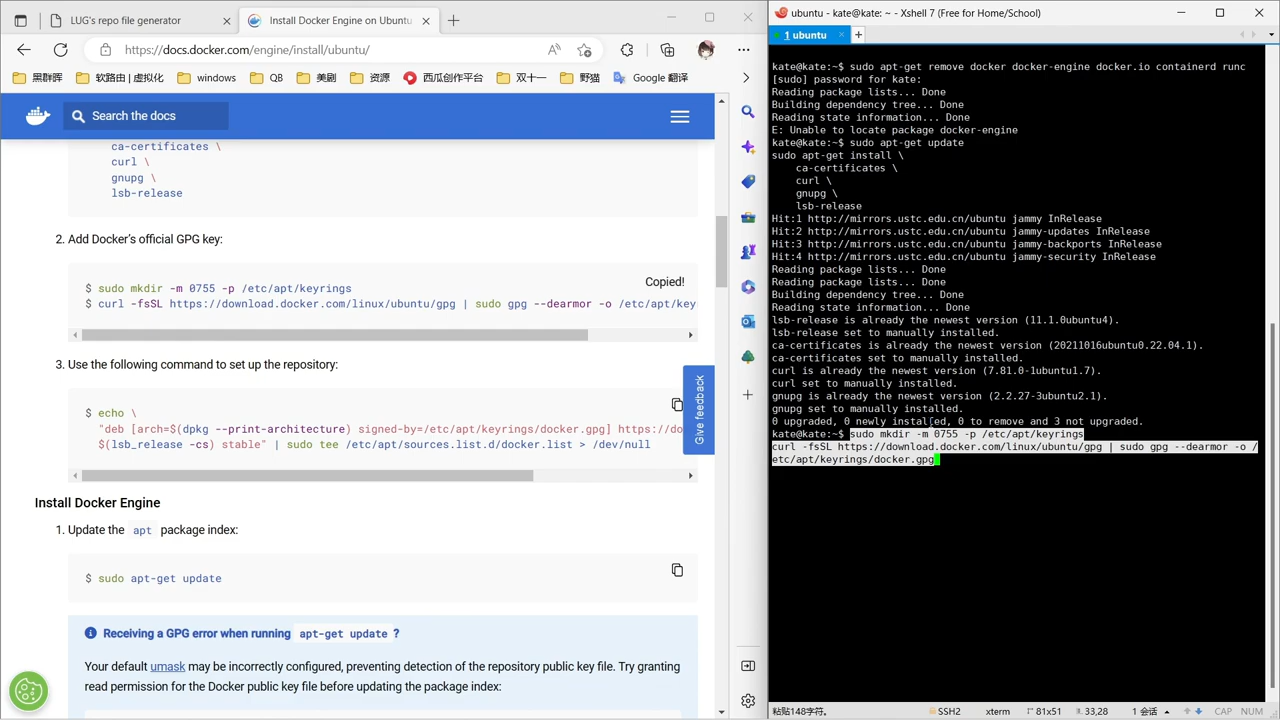 LUG's repo file generator
Install Docker Engine on Ubuntu
https://docs.docker.com/engine/install/ubuntu/
黑群晖
软路由 | 虚拟化
windows
QB
美剧
资源
西瓜创作平台
双十一
野猫
Google 翻译
Search the docs
ca-certificates \
curl \
gnupg \
lsb-release
2. Add Docker’s official GPG key:
Copied!
$ sudo mkdir -m 0755 -p /etc/apt/keyrings
$ curl -fsSL https://download.docker.com/linux/ubuntu/gpg | sudo gpg --dearmor -o /etc/apt/key
3. Use the following command to set up the repository:
$ echo \
"deb [arch=$(dpkg --print-architecture) signed-by=/etc/apt/keyrings/docker.gpg] https://do
$(lsb_release -cs) stable" | sudo tee /etc/apt/sources.list.d/docker.list > /dev/null
Give feedback
Install Docker Engine
1. Update the apt package index:
$ sudo apt-get update
Receiving a GPG error when running apt-get update ?
Your default umask may be incorrectly configured, preventing detection of the repository public key file. Try granting
read permission for the Docker public key file before updating the package index:
ubuntu - kate@kate: ~ - Xshell 7 (Free for Home/School)
1 ubuntu
kate@kate:~$ sudo apt-get remove docker docker-engine docker.io containerd runc
[sudo] password for kate:
Reading package lists... Done
Building dependency tree... Done
Reading state information... Done
E: Unable to locate package docker-engine
kate@kate:~$ sudo apt-get update
sudo apt-get install \
ca-certificates \
curl \
gnupg \
lsb-release
Hit:1 http://mirrors.ustc.edu.cn/ubuntu jammy InRelease
Hit:2 http://mirrors.ustc.edu.cn/ubuntu jammy-updates InRelease
Hit:3 http://mirrors.ustc.edu.cn/ubuntu jammy-backports InRelease
Hit:4 http://mirrors.ustc.edu.cn/ubuntu jammy-security InRelease
Reading package lists... Done
Reading package lists... Done
Building dependency tree... Done
Reading state information... Done
lsb-release is already the newest version (11.1.0ubuntu4).
lsb-release set to manually installed.
ca-certificates is already the newest version (20211016ubuntu0.22.04.1).
ca-certificates set to manually installed.
curl is already the newest version (7.81.0-1ubuntu1.7).
curl set to manually installed.
gnupg is already the newest version (2.2.27-3ubuntu2.1).
gnupg set to manually installed.
0 upgraded, 0 newly installed, 0 to remove and 3 not upgraded.
kate@kate:~$ sudo mkdir -m 0755 -p /etc/apt/keyrings
curl -fsSL https://download.docker.com/linux/ubuntu/gpg | sudo gpg --dearmor -o /
etc/apt/keyrings/docker.gpg
粘贴148字符。
SSH2
xterm
81x51
33,28
1 会话
CAP
NUM